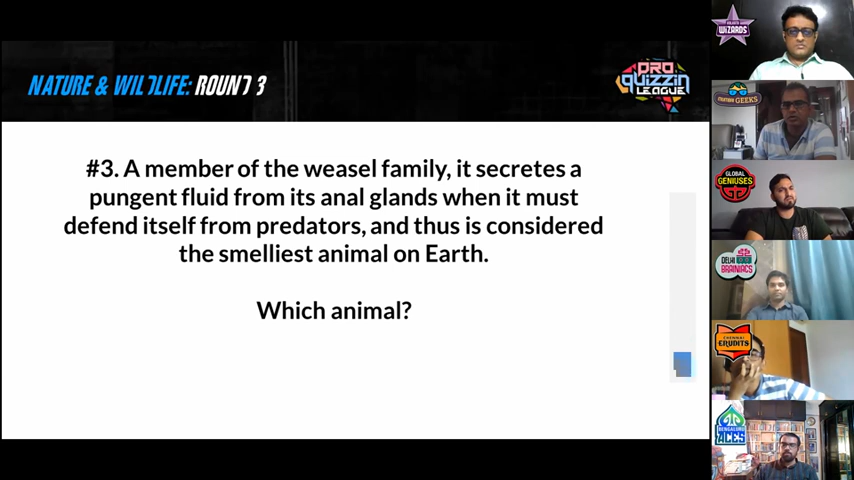 NATURE & WILDLIFE: ROUND 3
PRO
QUIZZIN
LEAGUE
#3. A member of the weasel family, it secretes a
pungent fluid from its anal glands when it must
defend itself from predators, and thus is considered
the smelliest animal on Earth.
Which animal?
WIZARDS
GEEKS
GLOBAL
GENIUSES
DELHI
BRAINIACS
CHENNAI
ERUDITS
BENGALURU
ACES